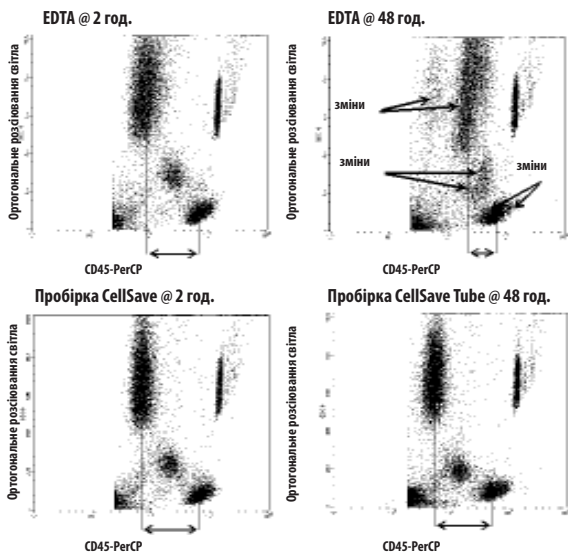 EDTA @ 2 год.
EDTA @ 48 год.
Ортогональне розсіювання світла
Ортогональне розсіювання світла
зміни
зміни
зміни
CD45-PerCP
CD45-PerCP
Пробірка CellSave @ 2 год.
Пробірка CellSave Tube @ 48 год.
Ортогональне розсіювання світла
Ортогональне розсіювання світла
CD45-PerCP
CD45-PerCP